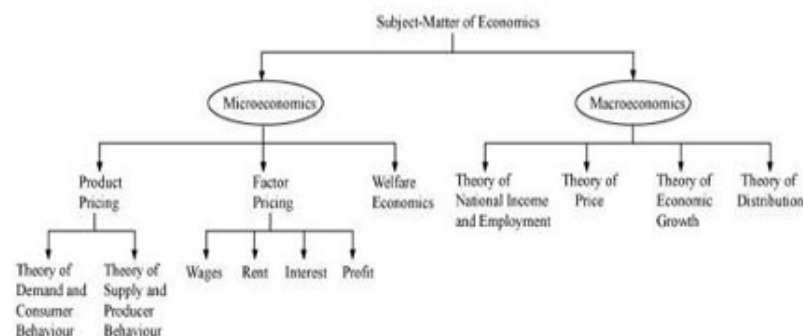 Subject-Matter of Economics
Microeconomics
Macroeconomics
Product
Pricing
Factor
Pricing
Welfare
Economics
Theory of
National Income
and Employment
Theory of
Price
Theory of
Economic
Growth
Theory of
Distribution
Theory of
Demand and
Consumer
Behaviour
Theory of
Supply and
Producer
Behaviour
Wages
Rent
Interest
Profit